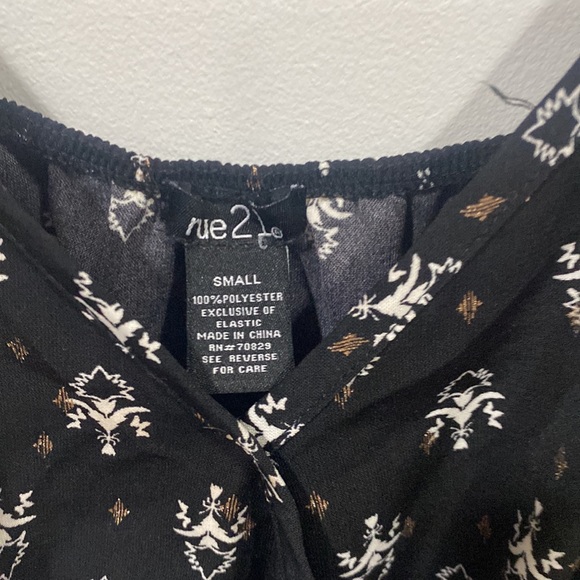 rue21
SMALL
100%POLYESTER
EXCLUSIVE OF
ELASTIC
MADE IN CHINA
RN#70829
SEE REVERSE
FOR CARE